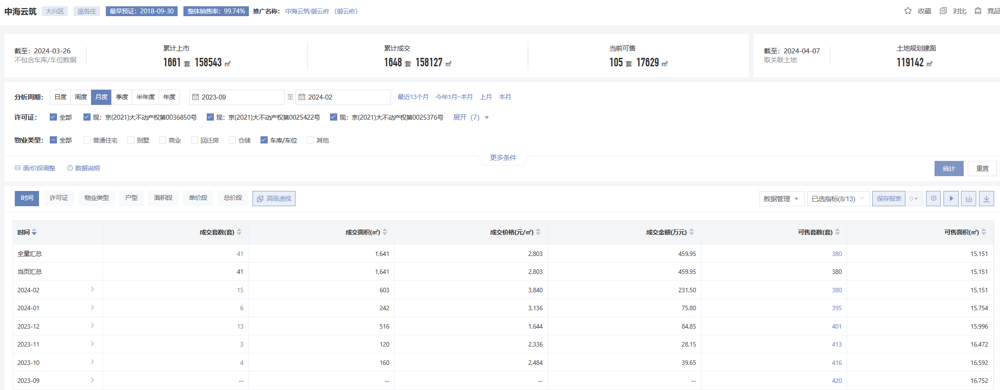 中海云筑 大兴区 庞各庄 最早预证：2018-09-30 整体销售率：99.74% 推广名称： 中海云筑·御云府 （御云府） 收藏 对比 竞品
截至：2024-03-26
不包含车库/车位数据
累计上市
1661 套 158543 ㎡
累计成交
1648 套 158127 ㎡
当前可售
105 套 17629 ㎡
截至：2024-04-07
取关联土地
土地规划建面
119142 ㎡
分析周期： 日度 周度 月度 季度 半年度 年度 2023-09 至 2024-02 最近13个月 今年1月~本月 上月 本月
许可证： 全部 现：京(2021)大不动产权第0036850号 现：京(2021)大不动产权第0025422号 现：京(2021)大不动产权第0025376号 展开 (7)
物业类型： 全部 普通住宅 别墅 商业 回迁房 仓储 车库/车位 其他
更多条件
面/价段调整 数据说明 统计 重置
时间 许可证 物业类型 户型 面积段 单价段 总价段 高级透视 数据管理 已选指标(8/13) 保存报表 0
时间 成交套数(套) 成交面积(㎡) 成交价格(元/㎡) 成交金额(万元) 可售套数(套) 可售面积(㎡)
全量汇总 41 1,641 2,803 459.95 380 15,151
当页汇总 41 1,641 2,803 459.95 380 15,151
2024-02 15 603 3,840 231.50 380 15,151
2024-01 6 242 3,136 75.80 395 15,754
2023-12 13 516 1,644 84.85 401 15,996
2023-11 3 120 2,336 28.15 413 16,472
2023-10 4 160 2,484 39.65 416 16,592
2023-09 -- -- -- -- 420 16,752